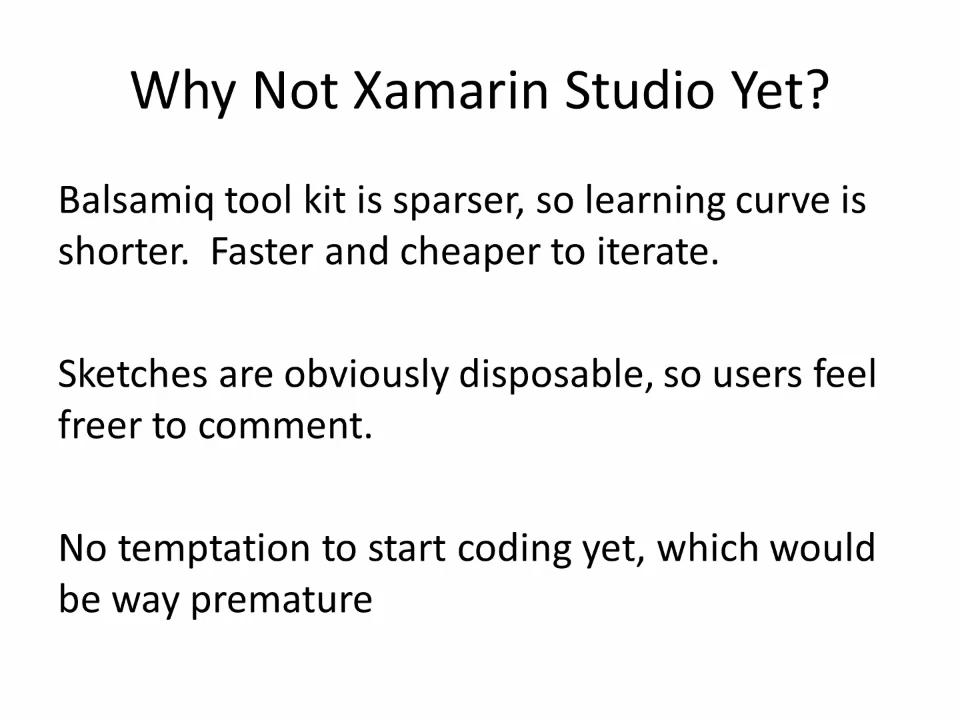 Why Not Xamarin Studio Yet?
Balsamiq tool kit is sparser, so learning curve is
shorter.  Faster and cheaper to iterate.
Sketches are obviously disposable, so users feel
freer to comment.
No temptation to start coding yet, which would
be way premature